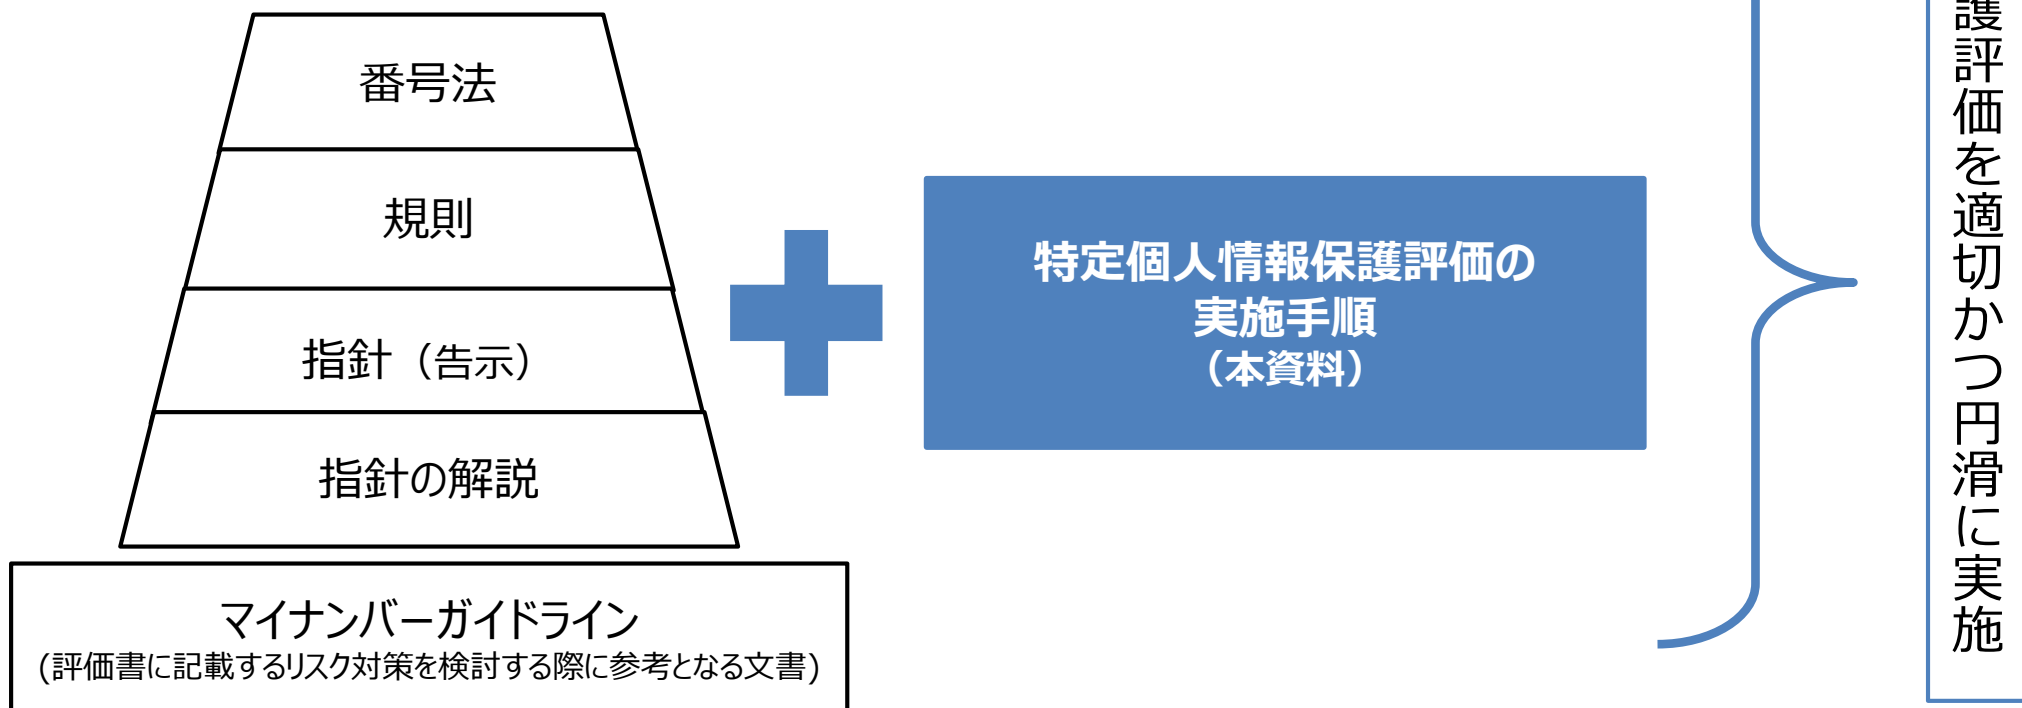 番号法
規則
指針（告示）
指針の解説
マイナンバーガイドライン
(評価書に記載するリスク対策を検討する際に参考となる文書)
特定個人情報保護評価の
実施手順
（本資料）
護評価を適切かつ円滑に実施